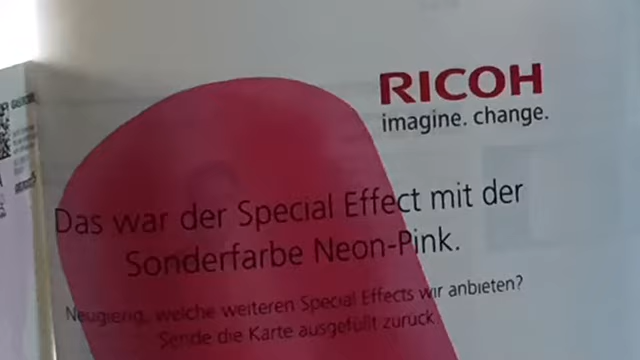 RICOH
imagine. change.
Das war der Special Effect mit der
Sonderfarbe Neon-Pink.
Neugierig, welche weiteren Special Effects wir anbieten?
Sende die Karte ausgefüllt zurück.